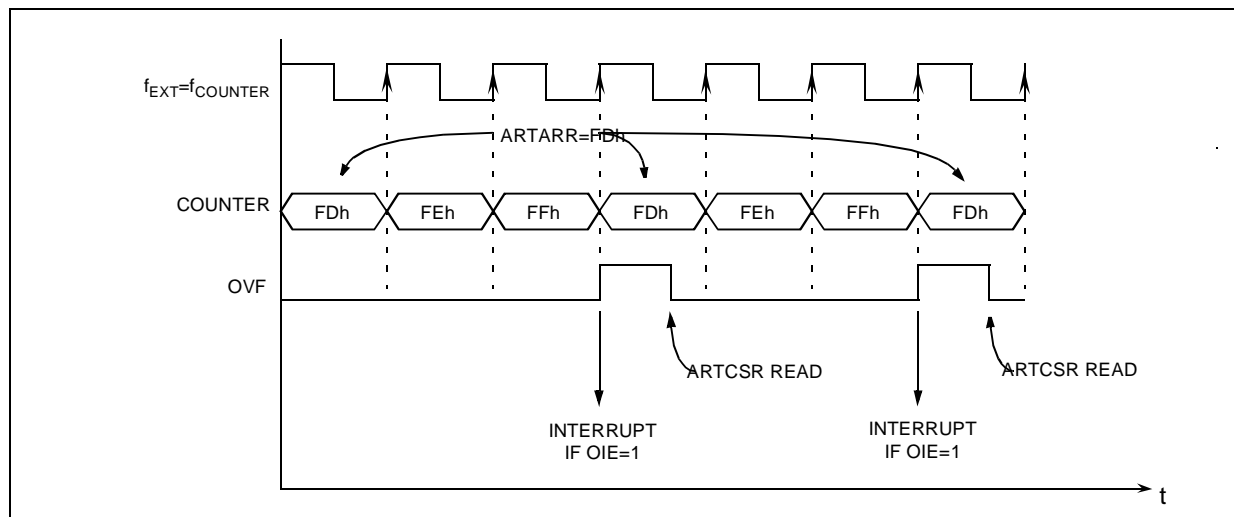 fEXT=fCOUNTER
ARTARR=FDh
COUNTER FDh FEh FFh FDh FEh FFh FDh
OVF
ARTCSR READ ARTCSR READ
INTERRUPT INTERRUPT
IF OIE=1 IF OIE=1
t